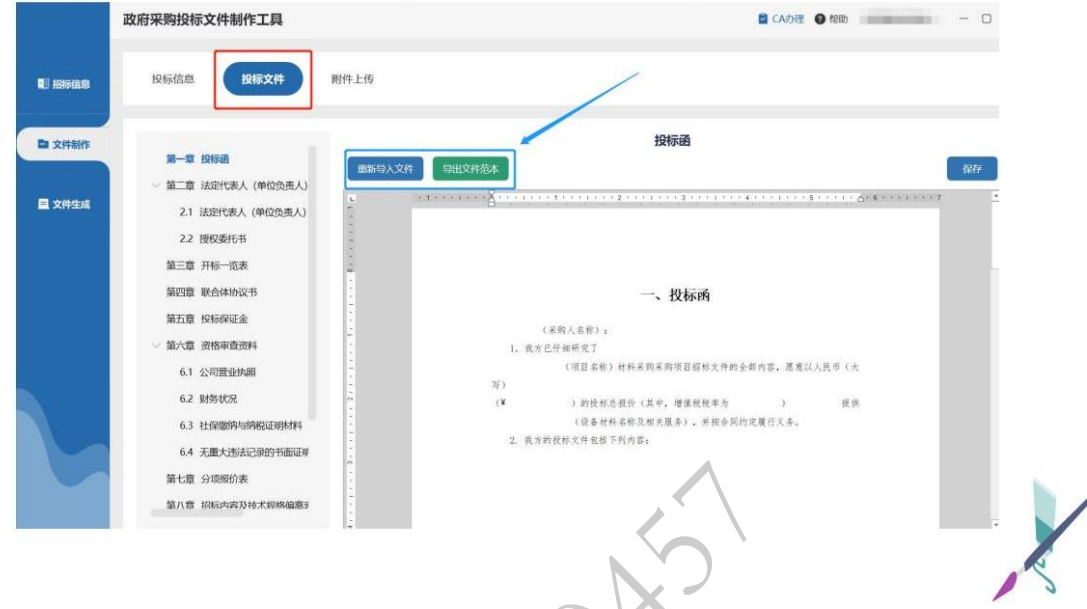 政府采购投标文件制作工具
CA办理 帮助
招标信息
文件制作
文件生成
投标信息 投标文件 附件上传
投标函
重新导入文件 导出文件范本 保存
第一章 投标函
第二章 法定代表人（单位负责人）
2.1 法定代表人（单位负责人）
2.2 授权委托书
第三章 开标一览表
第四章 联合体协议书
第五章 投标保证金
第六章 资格审查资料
6.1 公司营业执照
6.2 财务状况
6.3 社保缴纳与纳税证明材料
6.4 无重大违法记录的书面证明
第七章 分项报价表
第八章 招标内容及技术规格偏离
一、投标函
（采购人名称）：
1. 我方已仔细研究了
（项目名称）材料采购采购项目招标文件的全部内容，愿意以人民币（大
写）
（¥ ）的投标总报价（其中，增值税税率为 ） 提供
（设备材料名称及相关服务），并按合同约定履行义务。
2. 我方的投标文件包括下列内容：